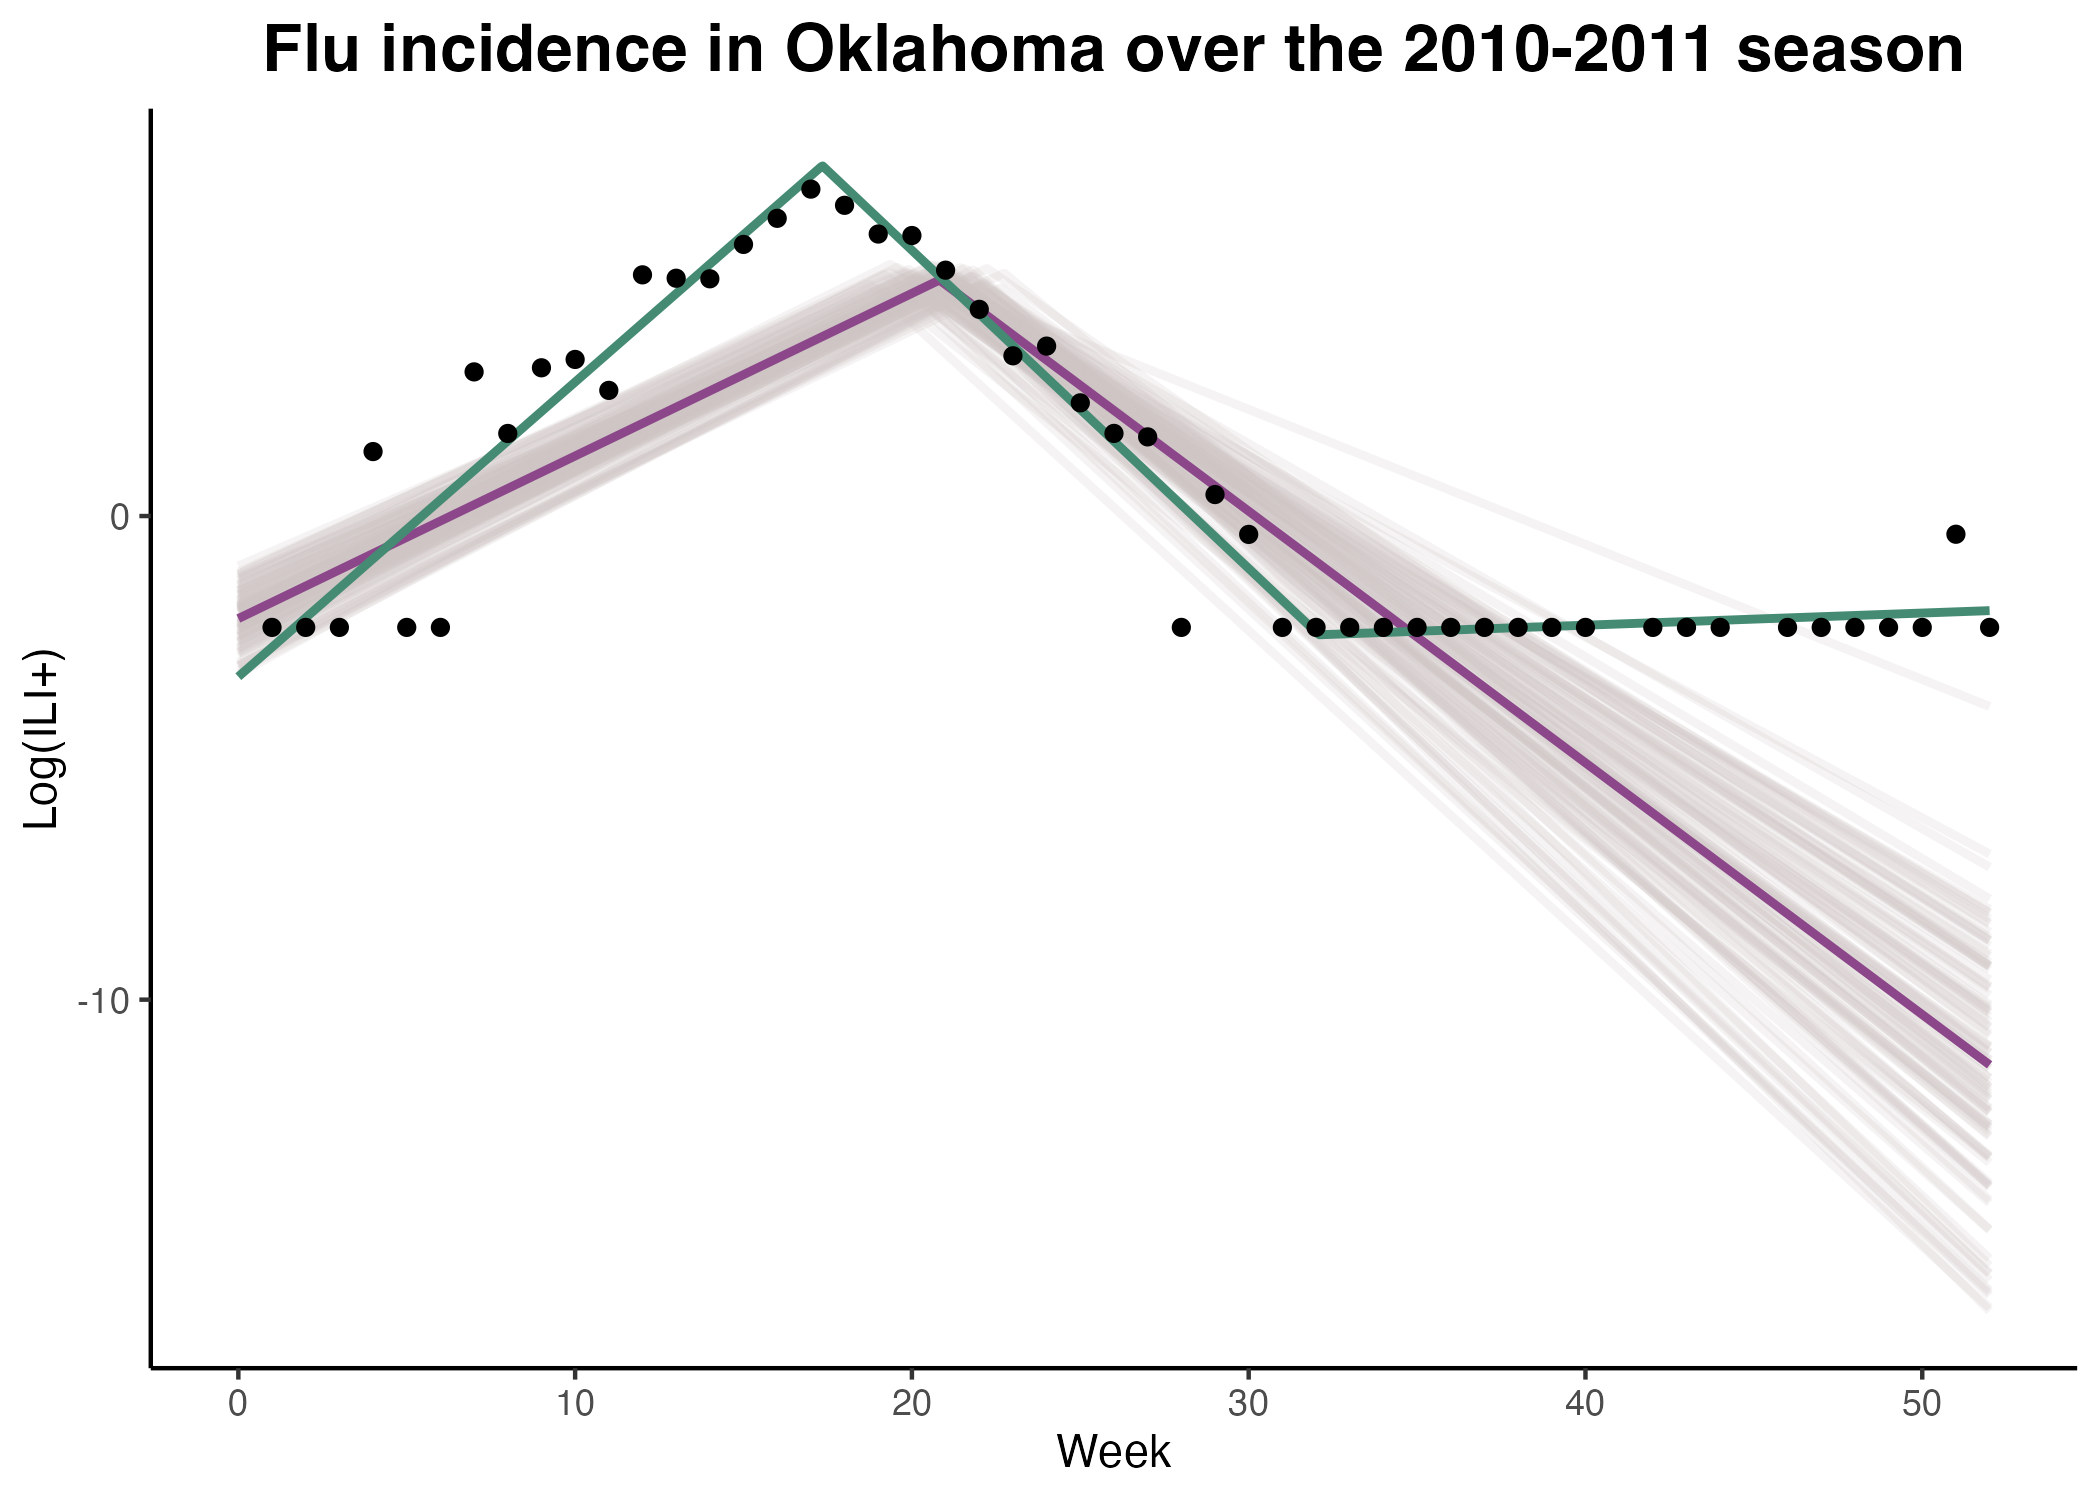 Flu incidence in Oklahoma over the 2010-2011 season
Log(ILI+)
0
-10
0 10 20 30 40 50
Week